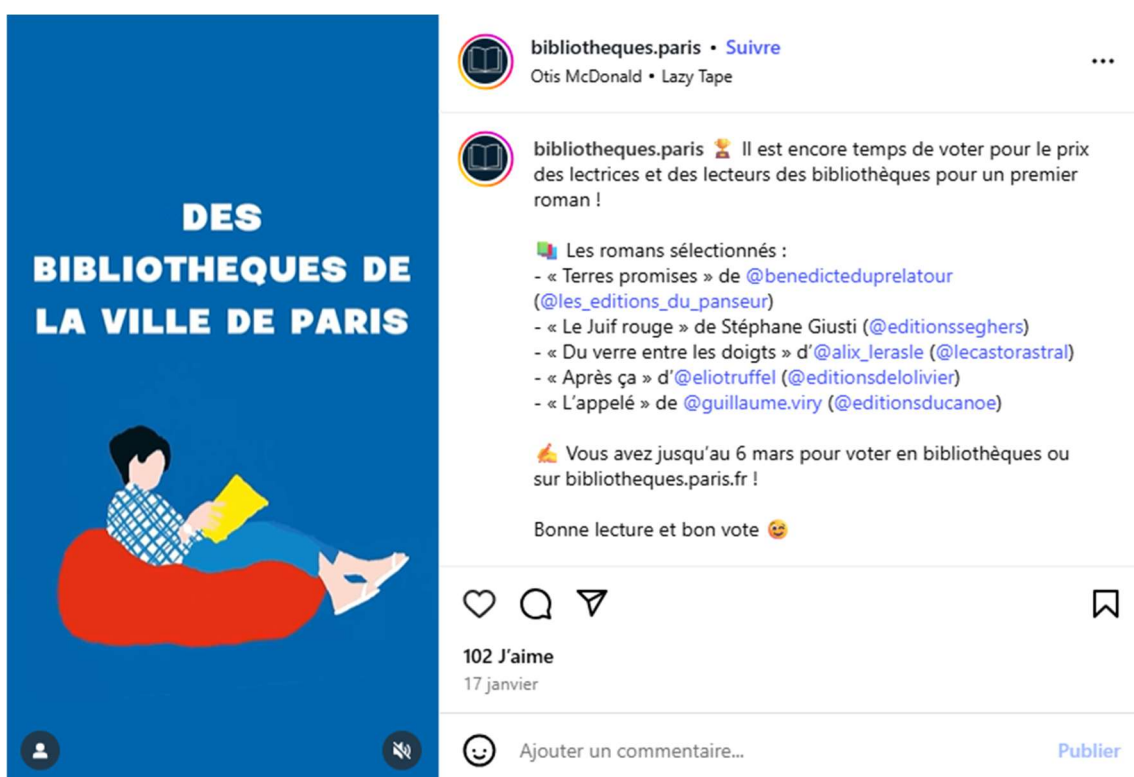 DES
BIBLIOTHEQUES DE
LA VILLE DE PARIS
bibliotheques.paris • Suivre
Otis McDonald • Lazy Tape
bibliotheques.paris 🏆 Il est encore temps de voter pour le prix
des lectrices et des lecteurs des bibliothèques pour un premier
roman !
📚 Les romans sélectionnés :
- « Terres promises » de @benedicteduprelatour
(@les_editions_du_panseur)
- « Le Juif rouge » de Stéphane Giusti (@editionsseghers)
- « Du verre entre les doigts » d’@alix_lerasle (@lecastorastral)
- « Après ça » d’@eliotruffel (@editionsdelolivier)
- « L’appelé » de @guillaume.viry (@editionsducanoe)
✍️ Vous avez jusqu’au 6 mars pour voter en bibliothèques ou
sur bibliotheques.paris.fr !
Bonne lecture et bon vote 😉
102 J’aime
17 janvier
Ajouter un commentaire...
Publier